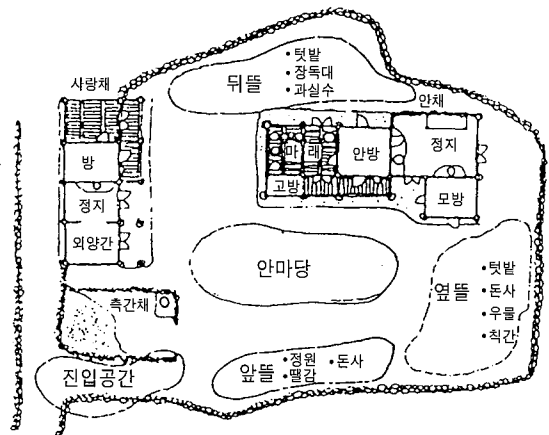 사랑채
뒤뜰
• 텃밭
• 장독대
• 과실수
안채
방
정지
외양간
측간채
마래
고방
안방
정지
모방
안마당
옆뜰
• 텃밭
• 돈사
• 우물
• 칙간
진입공간
앞뜰
• 정원 • 돈사
• 땔감